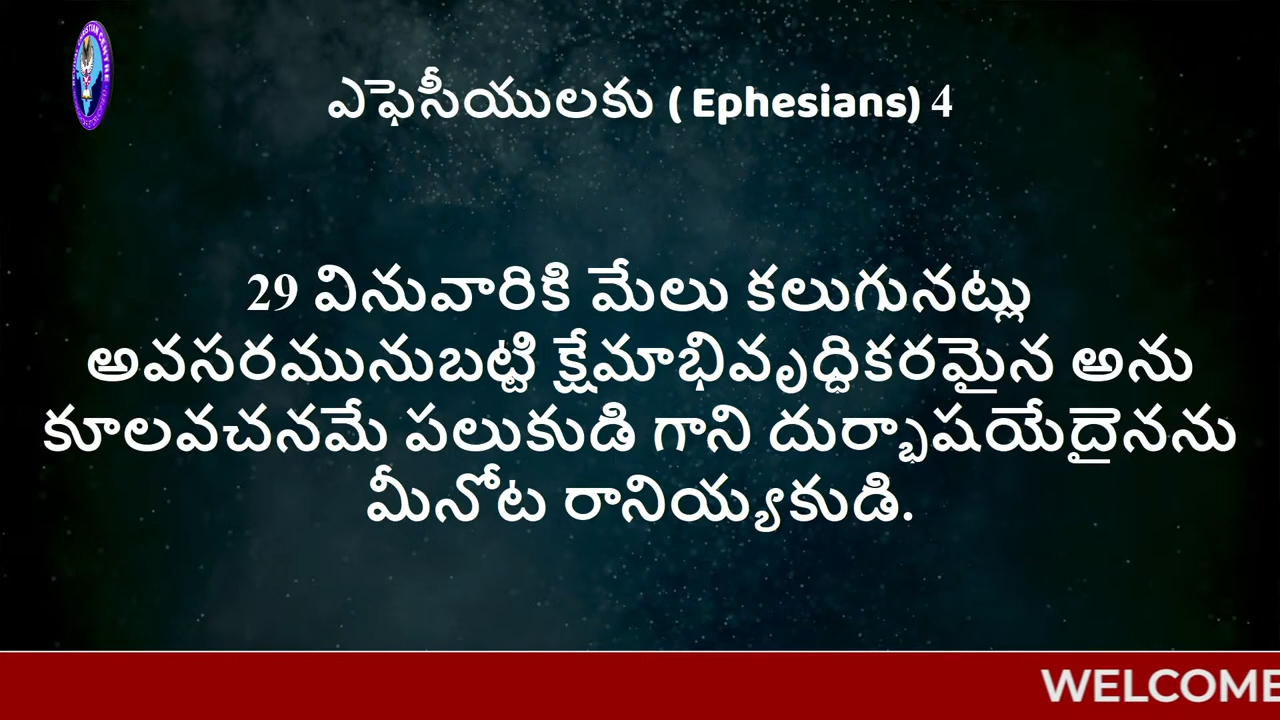 ఎఫెసీయులకు ( Ephesians) 4
29 వినువారికి మేలు కలుగునట్లు
అవసరమునుబట్టి క్షేమాభివృద్ధికరమైన అను
కూలవచనమే పలుకుడి గాని దుర్భాషయేదైనను
మీనోట రానియ్యకుడి.
WELCOME